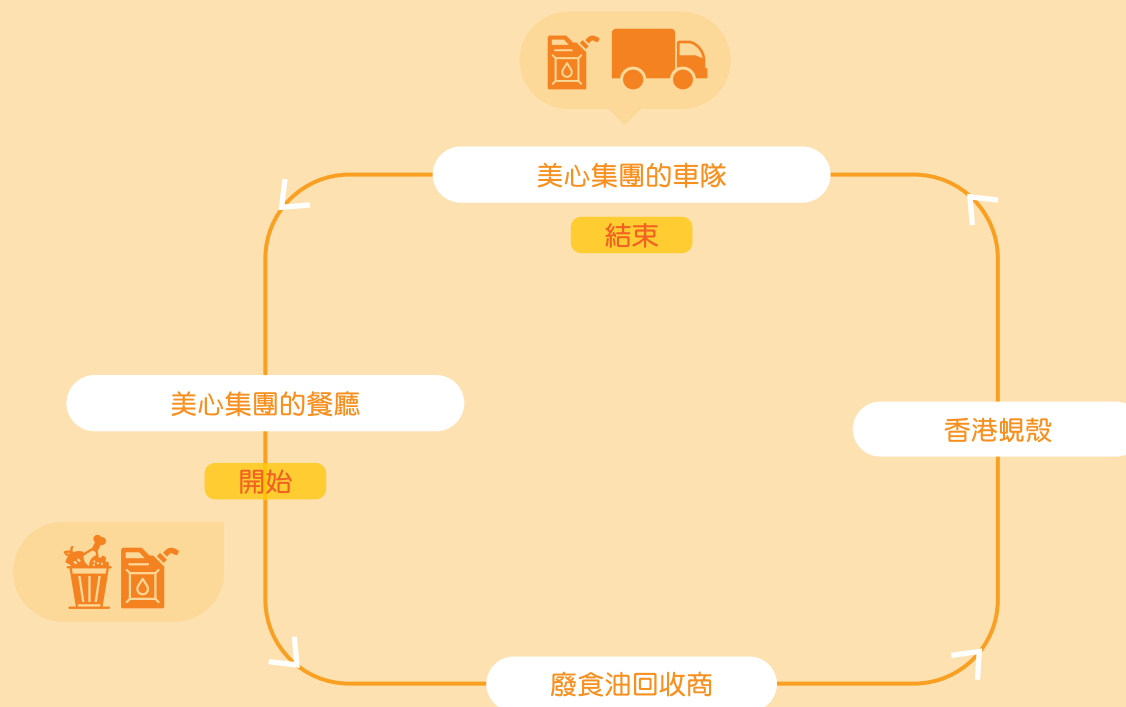 美心集團的車隊
結束
美心集團的餐廳
開始
香港蜆殼
廢食油回收商